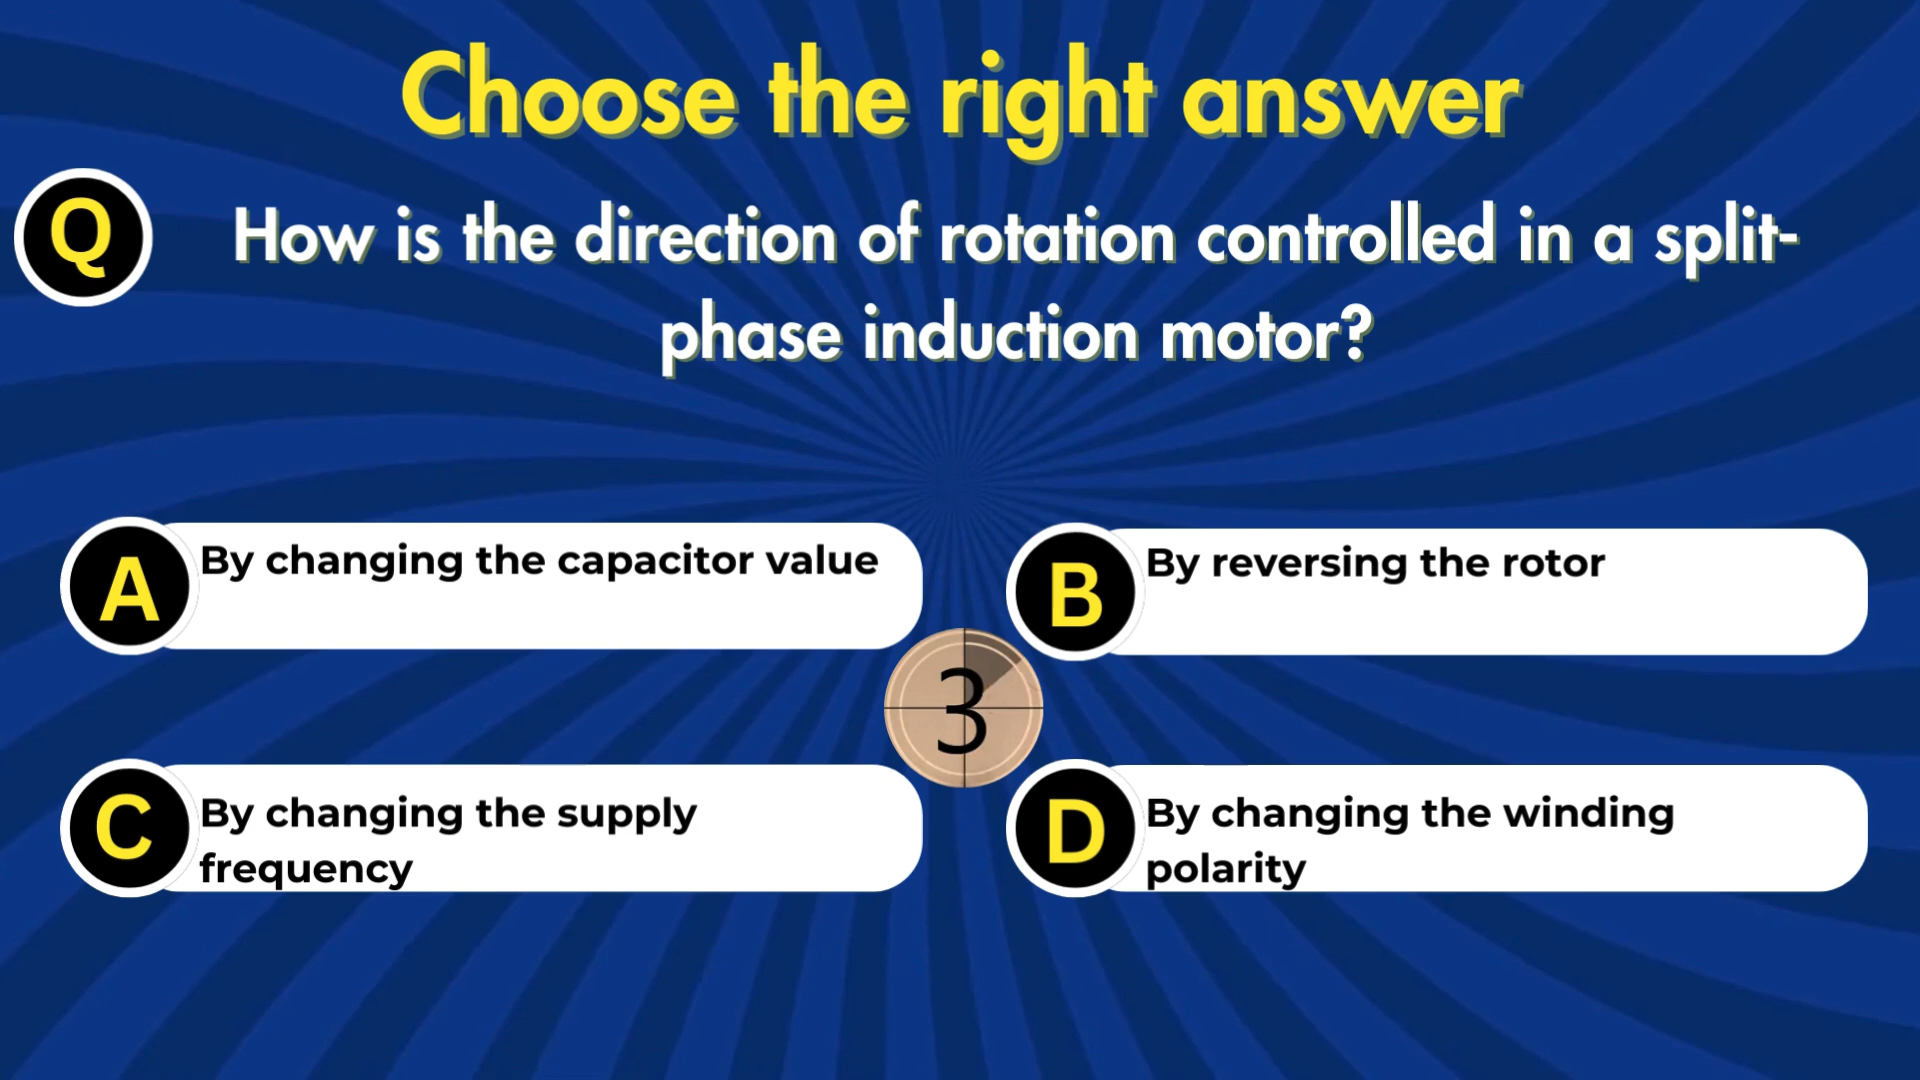 Choose the right answer
Q
How is the direction of rotation controlled in a split-
phase induction motor?
A
By changing the capacitor value
B
By reversing the rotor
3
C
By changing the supply
frequency
D
By changing the winding
polarity